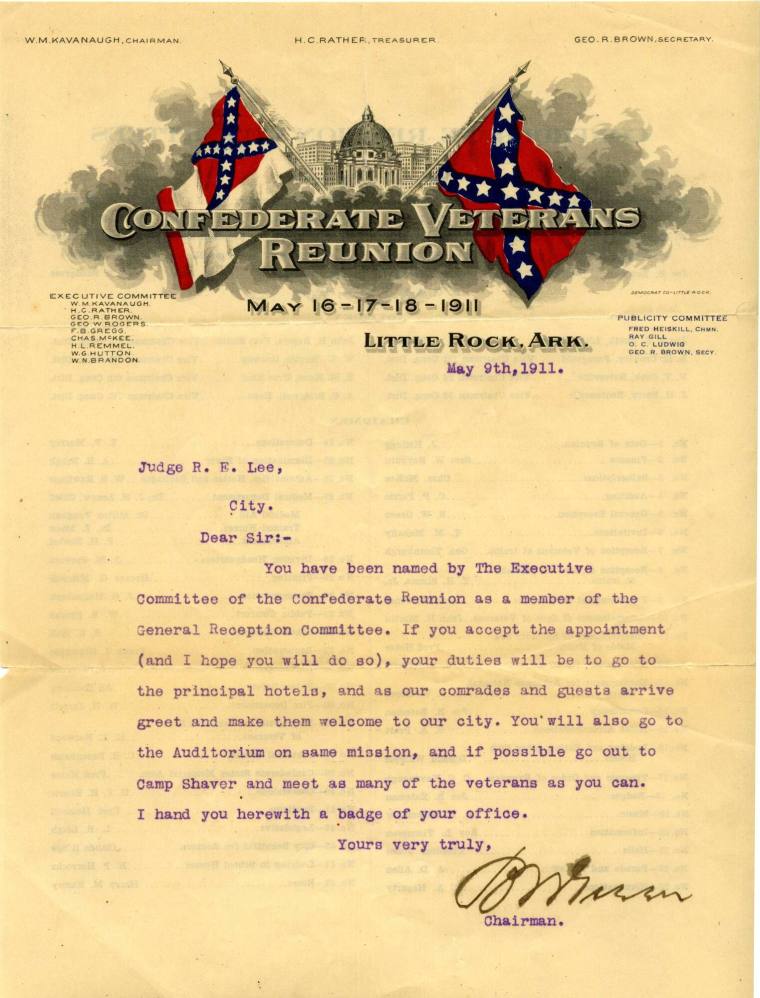 W.M. KAVANAUGH, CHAIRMAN.
H.C. RATHER, TREASURER.
GEO. R. BROWN, SECRETARY.
CONFEDERATE VETERANS
REUNION
MAY 16-17-18-1911
LITTLE ROCK, ARK.
EXECUTIVE COMMITTEE
W.M. KAVANAUGH.
H.C. RATHER.
GEO. R. BROWN.
GEO. W. ROGERS.
F.B. GREGG.
CHAS. McKEE.
H.L. REMMEL.
W.G. HUTTON.
W.N. BRANDON.
DEMOCRAT CO-LITTLE ROCK.
PUBLICITY COMMITTEE
FRED HEISKILL, CHMN.
RAY GILL
O. C. LUDWIG
GEO. R. BROWN, SECY.
May 9th, 1911.
Judge R. E. Lee,
City.
Dear Sir:-
You have been named by The Executive
Committee of the Confederate Reunion as a member of the
General Reception Committee. If you accept the appointment
(and I hope you will do so), your duties will be to go to
the principal hotels, and as our comrades and guests arrive
greet and make them welcome to our city. You will also go to
the Auditorium on same mission, and if possible go out to
Camp Shaver and meet as many of the veterans as you can.
I hand you herewith a badge of your office.
Yours very truly,
Chairman.